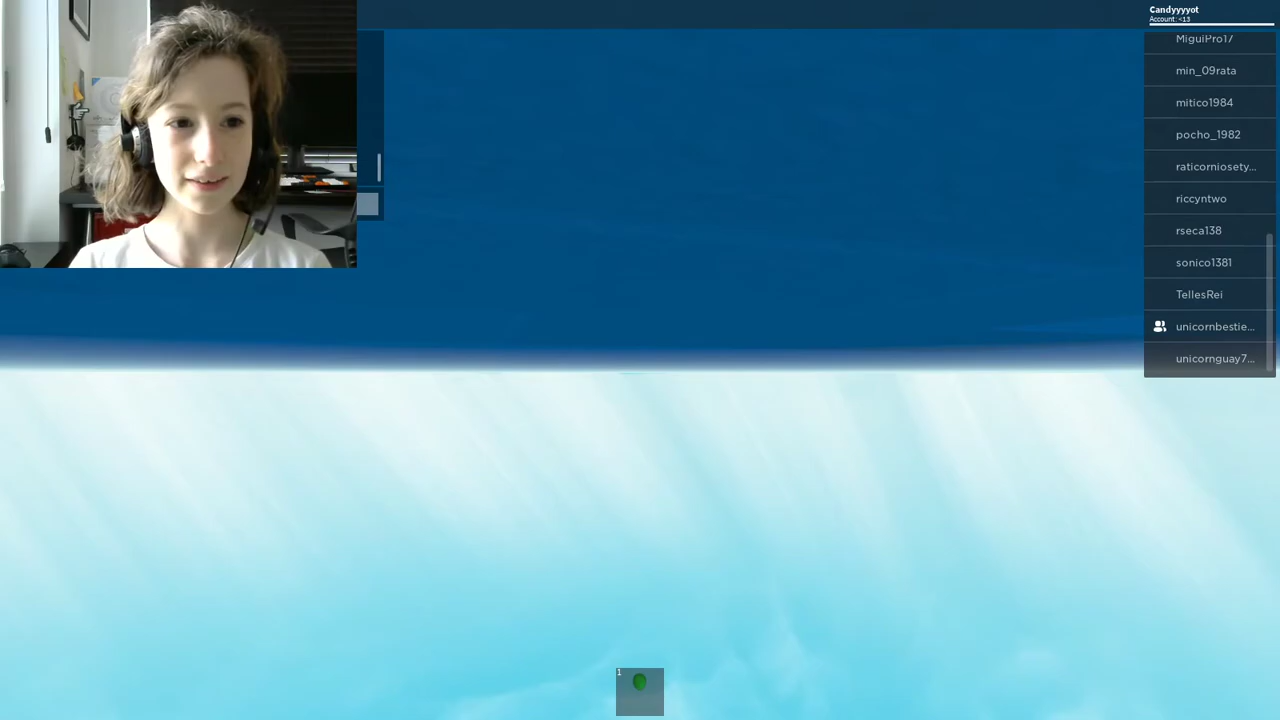 Candyyyyot
Account: <13
MiguiPro17
min_09rata
mitico1984
pocho_1982
raticorniosety...
riccyntwo
rseca138
sonico1381
TellesRei
unicornbestie...
unicornguay7...
1